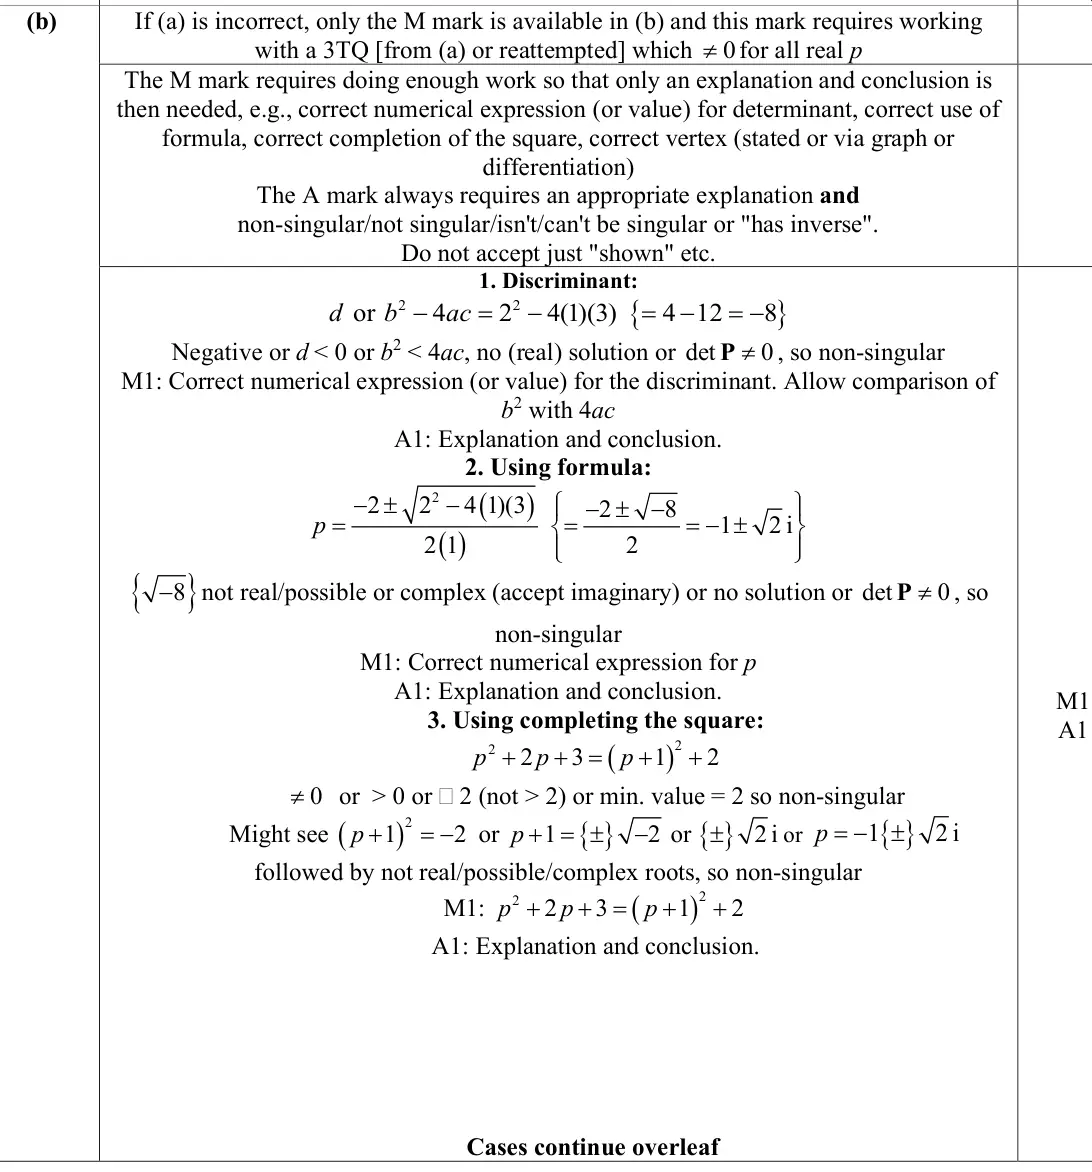 (b)
If (a) is incorrect, only the M mark is available in (b) and this mark requires working
with a 3TQ [from (a) or reattempted] which ≠ 0 for all real p
The M mark requires doing enough work so that only an explanation and conclusion is
then needed, e.g., correct numerical expression (or value) for determinant, correct use of
formula, correct completion of the square, correct vertex (stated or via graph or
differentiation)
The A mark always requires an appropriate explanation and
non-singular/not singular/isn't/can't be singular or "has inverse".
Do not accept just "shown" etc.
1. Discriminant:
d or b² − 4ac = 2² − 4(1)(3) {= 4 − 12 = −8}
Negative or d < 0 or b² < 4ac, no (real) solution or det P ≠ 0, so non-singular
M1: Correct numerical expression (or value) for the discriminant. Allow comparison of
b² with 4ac
A1: Explanation and conclusion.
2. Using formula:
p = (−2 ± √(2² − 4(1)(3))) / (2(1)) {= (−2 ± √−8) / 2 = −1 ± √2 i}
{√−8} not real/possible or complex (accept imaginary) or no solution or det P ≠ 0, so
non-singular
M1: Correct numerical expression for p
A1: Explanation and conclusion.
3. Using completing the square:
p² + 2p + 3 = (p + 1)² + 2
≠ 0 or > 0 or □ 2 (not > 2) or min. value = 2 so non-singular
Might see (p + 1)² = −2 or p + 1 = {±} √−2 or {±} √2 i or p = −1 {±} √2 i
followed by not real/possible/complex roots, so non-singular
M1: p² + 2p + 3 = (p + 1)² + 2
A1: Explanation and conclusion.
M1
A1
Cases continue overleaf